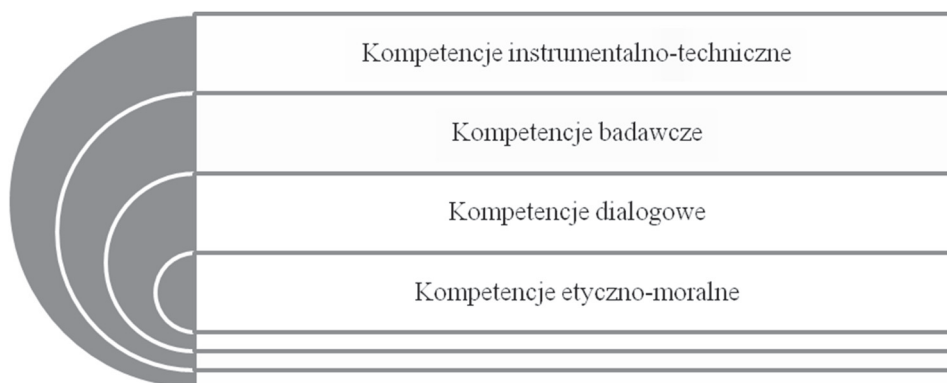 Kompetencje instrumentalno-techniczne
Kompetencje badawcze
Kompetencje dialogowe
Kompetencje etyczno-moralne